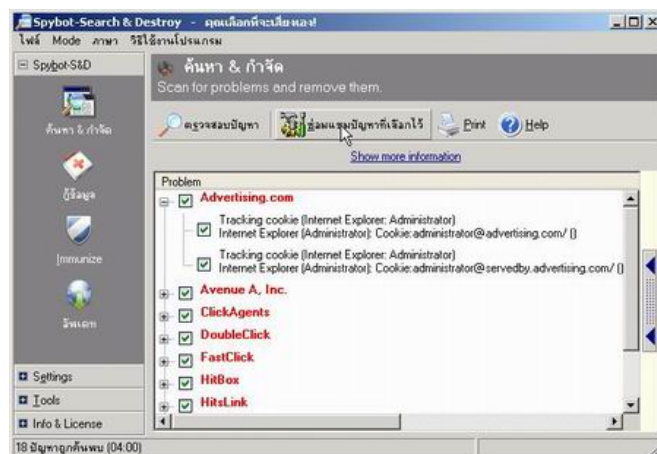 Spybot-Search & Destroy - คุณเลือกที่จะเสี่ยงเอง!
ไฟล์ Mode ภาษา วิธีใช้งานโปรแกรม
Spybot-S&D
ค้นหา & กำจัด
กู้ข้อมูล
Immunize
อัพเดท
Settings
Tools
Info & License
ค้นหา & กำจัด
Scan for problems and remove them.
ตรวจสอบปัญหา ซ่อมแซมปัญหาที่เลือกไว้ Print Help
Show more information
Problem
Advertising.com
Tracking cookie (Internet Explorer: Administrator)
Internet Explorer (Administrator): Cookie:administrator@advertising.com/ ()
Tracking cookie (Internet Explorer: Administrator)
Internet Explorer (Administrator): Cookie:administrator@servedby.advertising.com/ ()
Avenue A, Inc.
ClickAgents
DoubleClick
FastClick
HitBox
HitsLink
18 ปัญหาถูกค้นพบ (04:00)